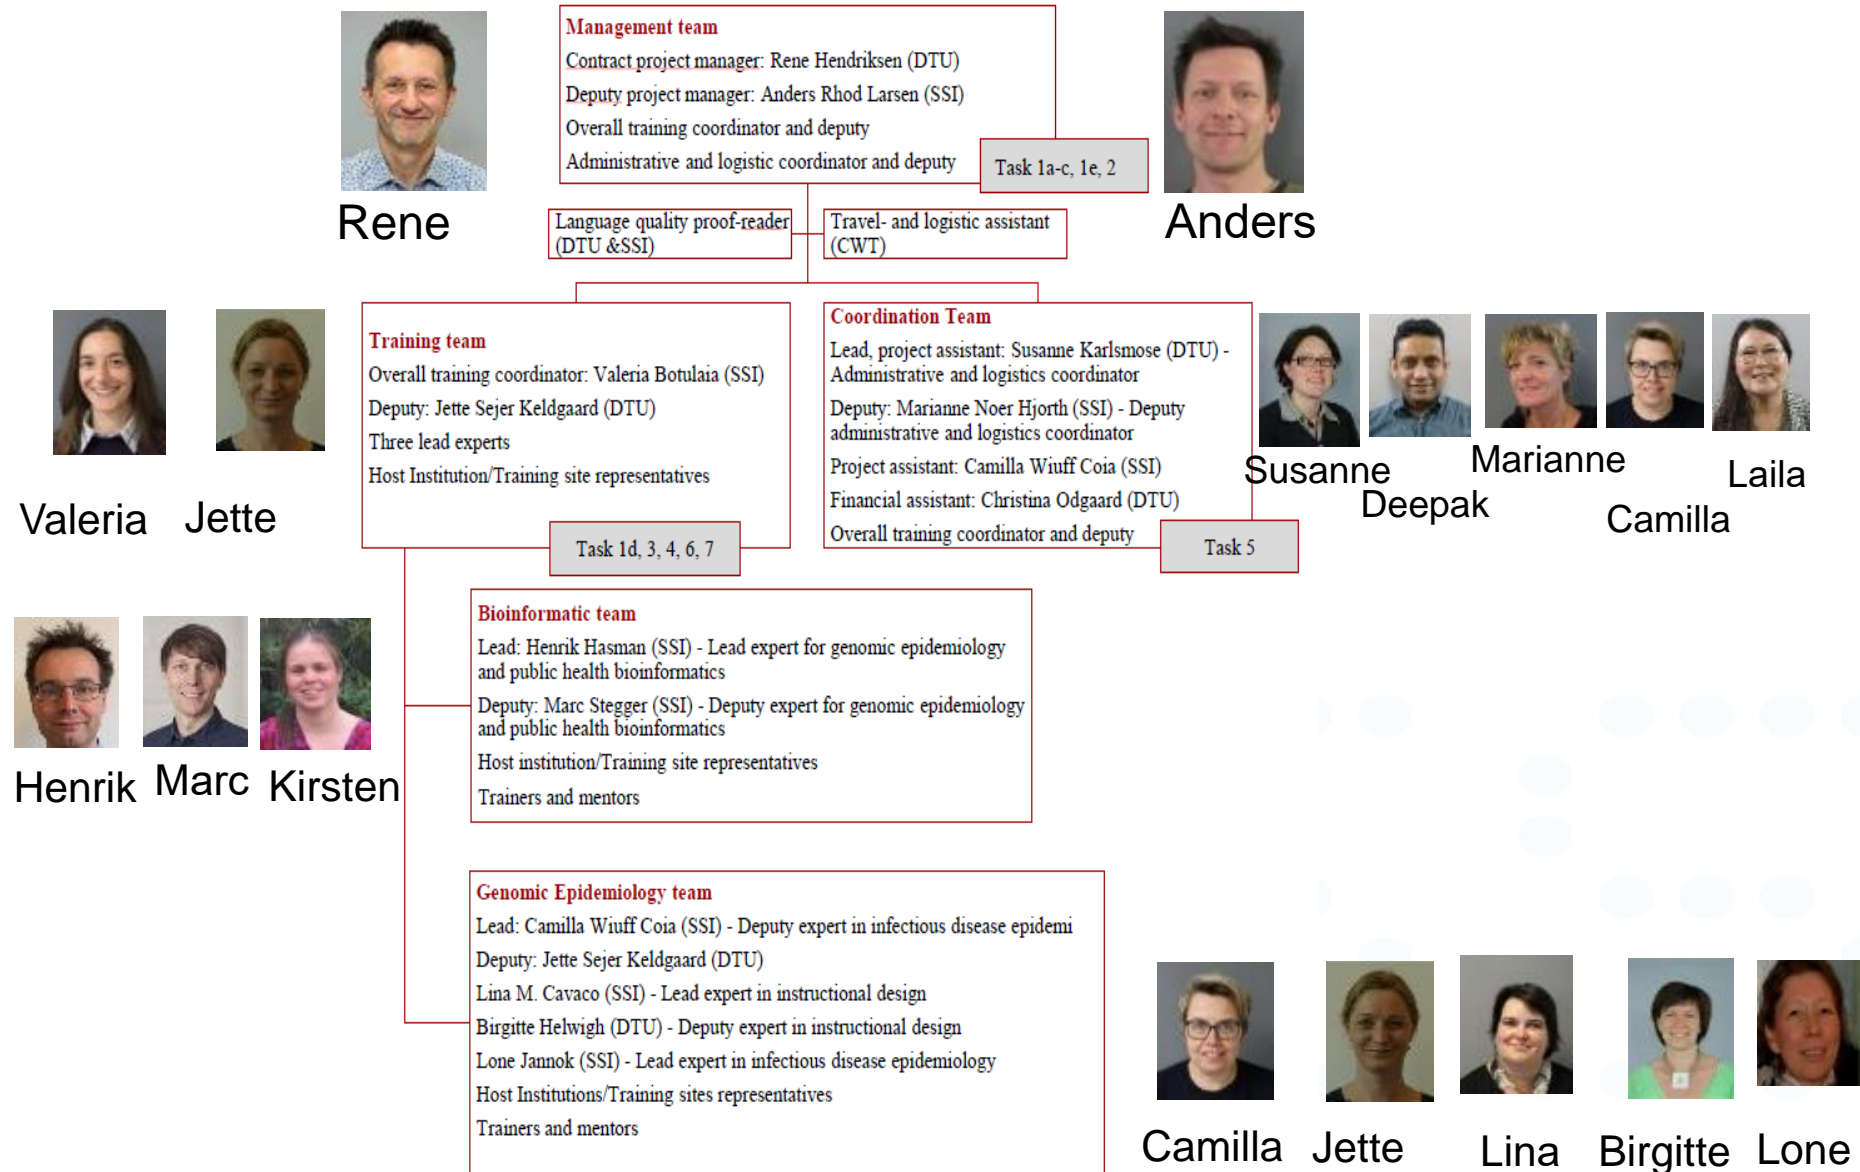 Management team
Contract project manager: Rene Hendriksen (DTU)
Deputy project manager: Anders Rhod Larsen (SSI)
Overall training coordinator and deputy
Administrative and logistic coordinator and deputy
Task 1a-c, 1e, 2
Rene
Anders
Language quality proof-reader
(DTU &SSI)
Travel- and logistic assistant
(CWT)
Training team
Overall training coordinator: Valeria Botulaia (SSI)
Deputy: Jette Sejer Keldgaard (DTU)
Three lead experts
Host Institution/Training site representatives
Task 1d, 3, 4, 6, 7
Valeria
Jette
Coordination Team
Lead, project assistant: Susanne Karlsmose (DTU) -
Administrative and logistics coordinator
Deputy: Marianne Noer Hjorth (SSI) - Deputy
administrative and logistics coordinator
Project assistant: Camilla Wiuff Coia (SSI)
Financial assistant: Christina Odgaard (DTU)
Overall training coordinator and deputy
Task 5
Susanne
Deepak
Marianne
Camilla
Laila
Bioinformatic team
Lead: Henrik Hasman (SSI) - Lead expert for genomic epidemiology
and public health bioinformatics
Deputy: Marc Stegger (SSI) - Deputy expert for genomic epidemiology
and public health bioinformatics
Host institution/Training site representatives
Trainers and mentors
Henrik
Marc
Kirsten
Genomic Epidemiology team
Lead: Camilla Wiuff Coia (SSI) - Deputy expert in infectious disease epidemi
Deputy: Jette Sejer Keldgaard (DTU)
Lina M. Cavaco (SSI) - Lead expert in instructional design
Birgitte Helwigh (DTU) - Deputy expert in instructional design
Lone Jannok (SSI) - Lead expert in infectious disease epidemiology
Host Institutions/Training sites representatives
Trainers and mentors
Camilla
Jette
Lina
Birgitte
Lone